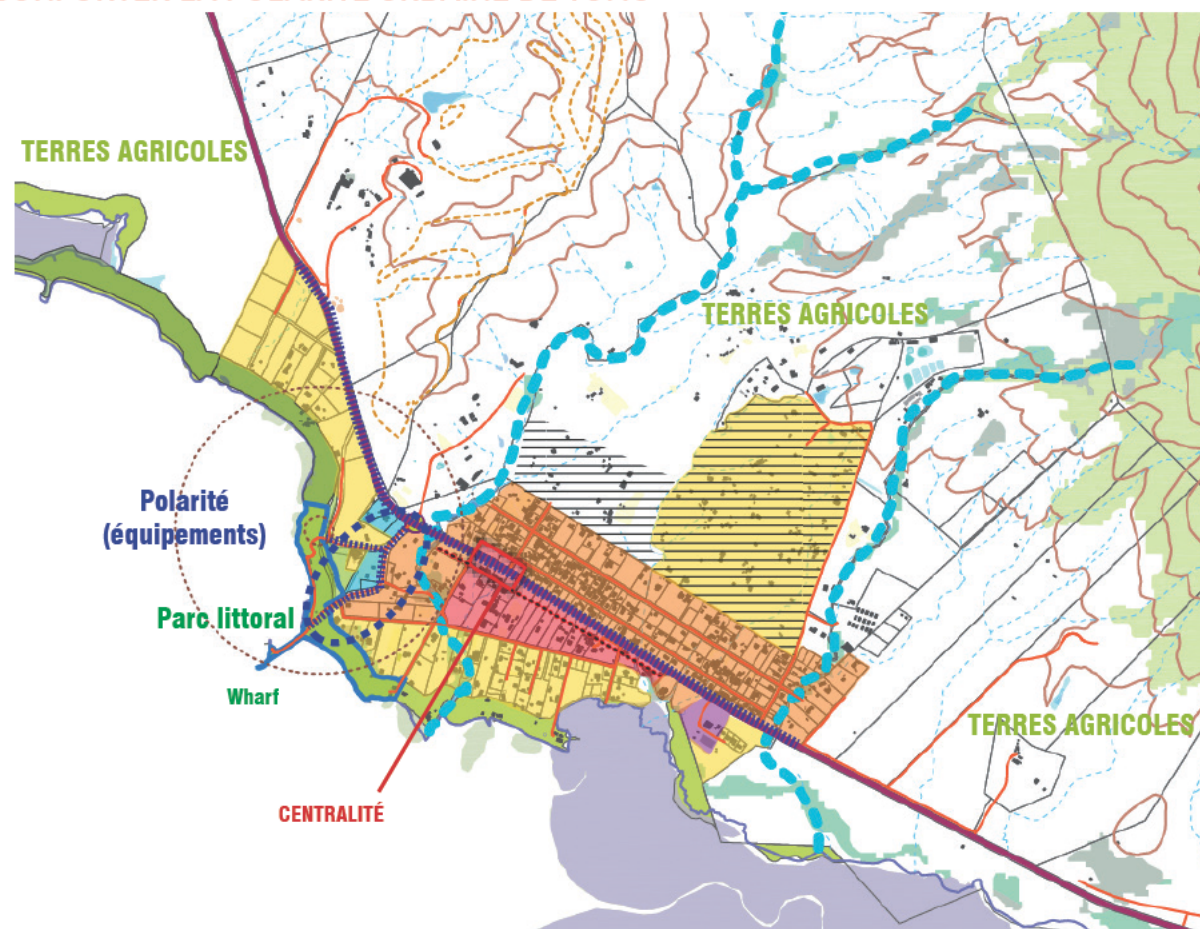 TERRES AGRICOLES
TERRES AGRICOLES
Polarité
(équipements)
Parc littoral
Wharf
TERRES AGRICOLES
CENTRALITÉ